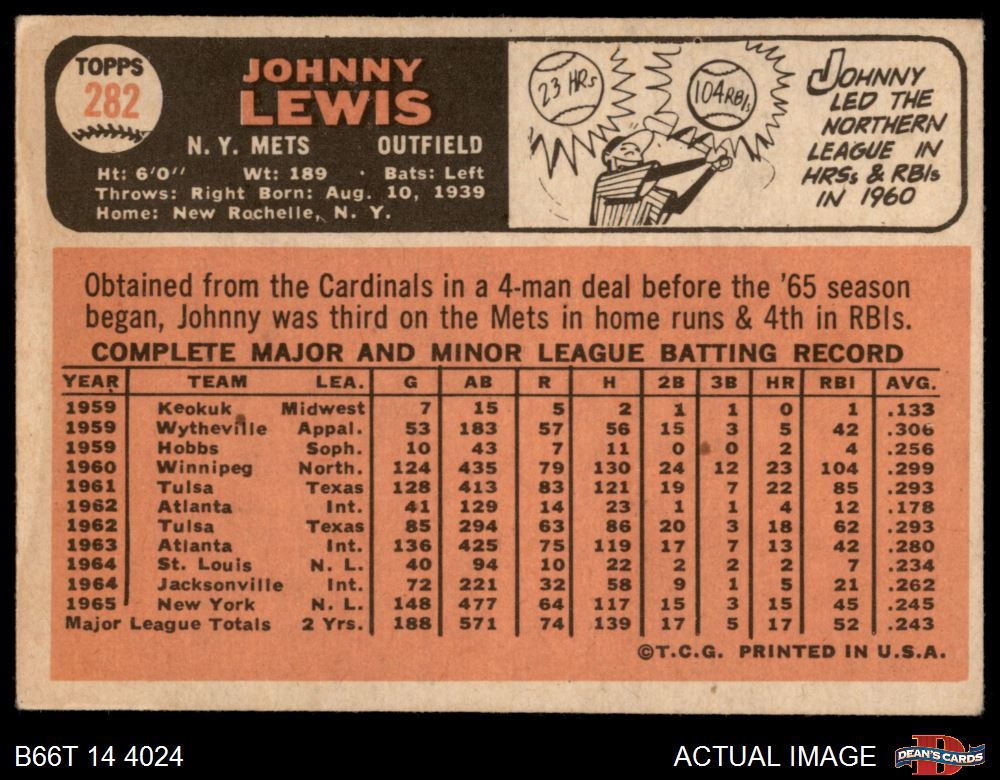 TOPPS
282
JOHNNY
LEWIS
N. Y. METS OUTFIELD
Ht: 6'0" Wt: 189 · Bats: Left
Throws: Right Born: Aug. 10, 1939
Home: New Rochelle, N. Y.
23 HRs
104 RBIs
JOHNNY
LED THE
NORTHERN
LEAGUE IN
HRSs & RBIs
IN 1960
Obtained from the Cardinals in a 4-man deal before the '65 season
began, Johnny was third on the Mets in home runs & 4th in RBIs.
COMPLETE MAJOR AND MINOR LEAGUE BATTING RECORD
YEAR TEAM LEA. G AB R H 2B 3B HR RBI AVG.
1959 Keokuk Midwest 7 15 5 2 1 1 0 1 .133
1959 Wytheville Appal. 53 183 57 56 15 3 5 42 .306
1959 Hobbs Soph. 10 43 7 11 0 0 2 4 .256
1960 Winnipeg North. 124 435 79 130 24 12 23 104 .299
1961 Tulsa Texas 128 413 83 121 19 7 22 85 .293
1962 Atlanta Int. 41 129 14 23 1 1 4 12 .178
1962 Tulsa Texas 85 294 63 86 20 3 18 62 .293
1963 Atlanta Int. 136 425 75 119 17 7 13 42 .280
1964 St. Louis N. L. 40 94 10 22 2 2 2 7 .234
1964 Jacksonville Int. 72 221 32 58 9 1 5 21 .262
1965 New York N. L. 148 477 64 117 15 3 15 45 .245
Major League Totals 2 Yrs. 188 571 74 139 17 5 17 52 .243
©T.C.G. PRINTED IN U.S.A.
B66T 14 4024 ACTUAL IMAGE DEAN'S CARDS